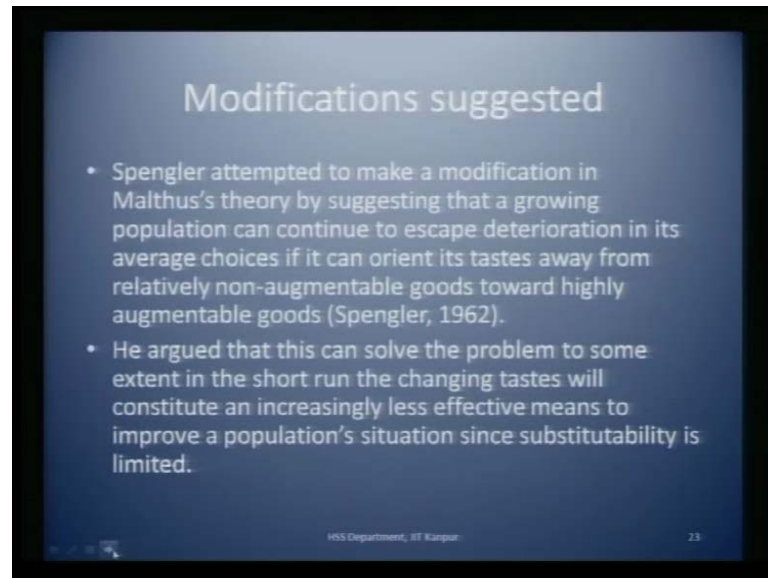 Modifications suggested
• Spengler attempted to make a modification in
Malthus's theory by suggesting that a growing
population can continue to escape deterioration in its
average choices if it can orient its tastes away from
relatively non-augmentable goods toward highly
augmentable goods (Spengler, 1962).
• He argued that this can solve the problem to some
extent in the short run the changing tastes will
constitute an increasingly less effective means to
improve a population's situation since substitutability is
limited.
HSS Department, IIT Kanpur
23